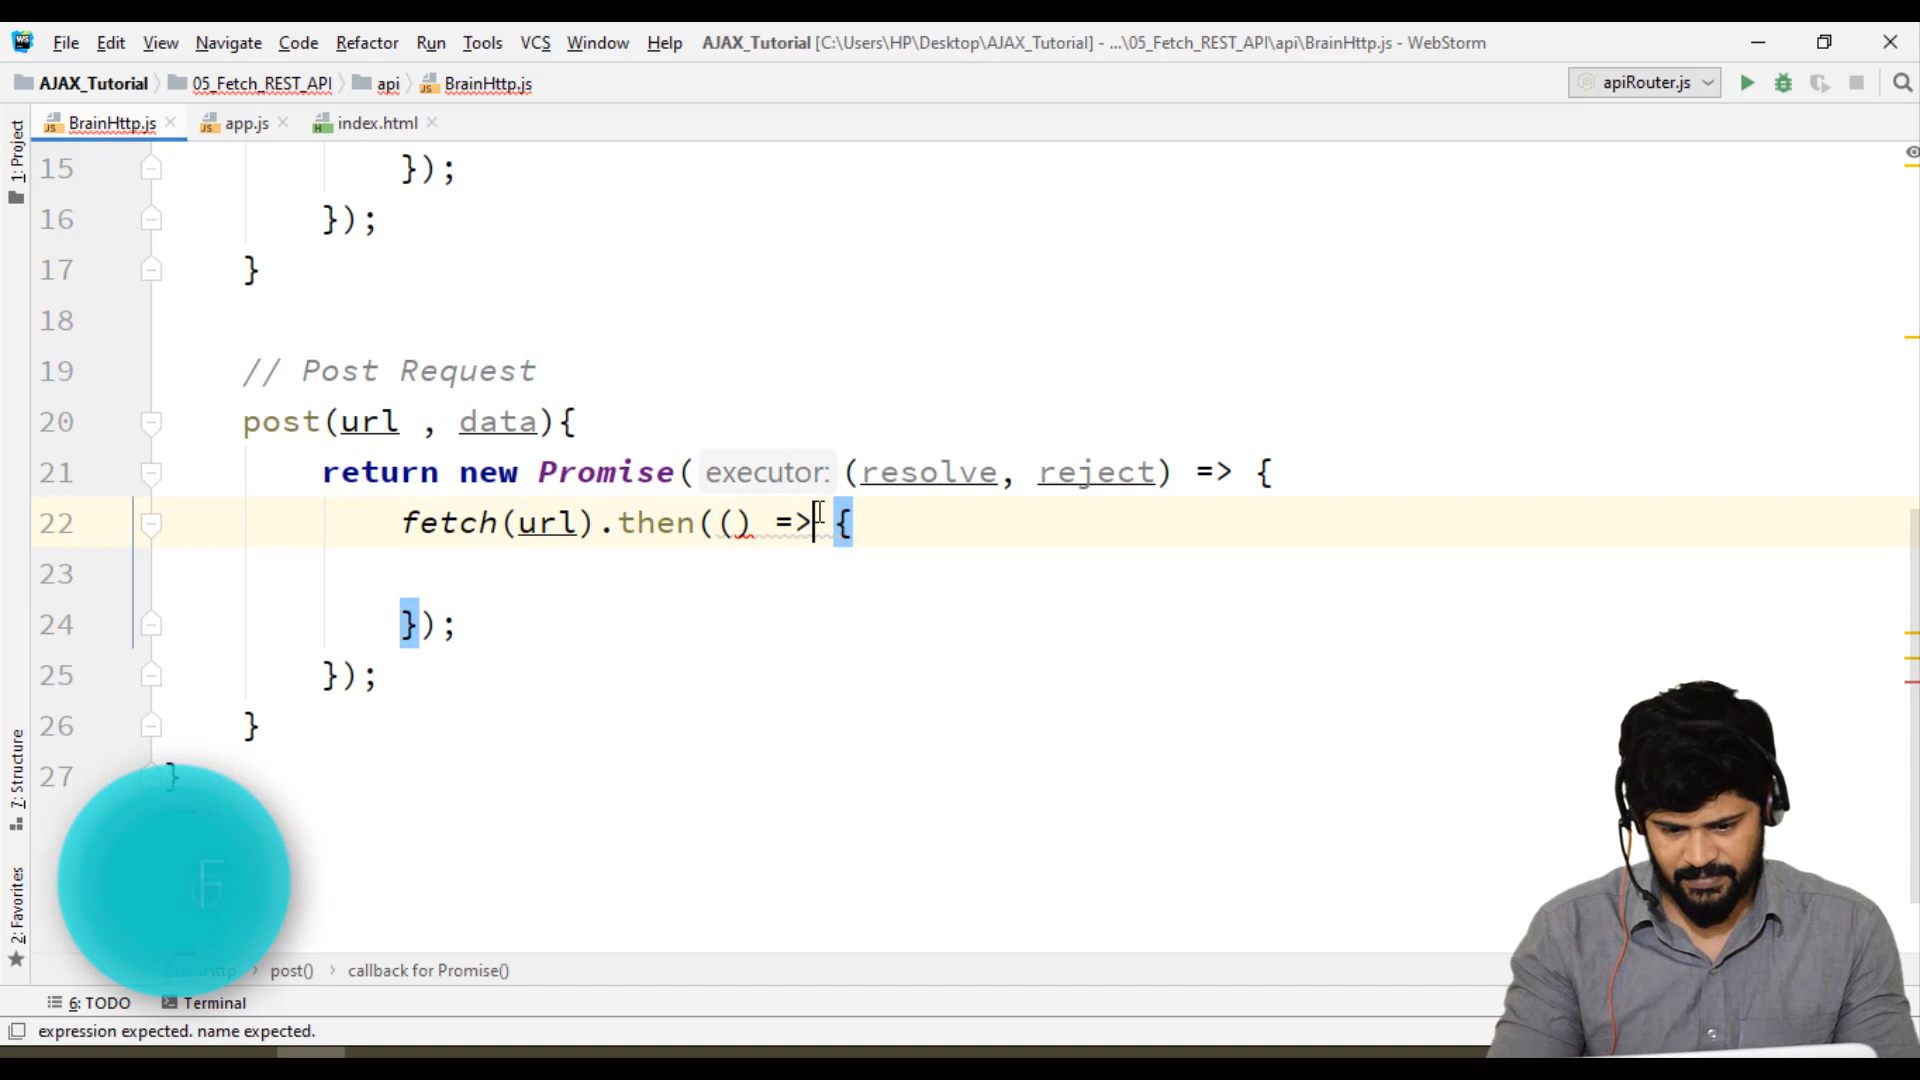 File Edit View Navigate Code Refactor Run Tools VCS Window Help AJAX_Tutorial [C:\Users\HP\Desktop\AJAX_Tutorial] - ...\05_Fetch_REST_API\api\BrainHttp.js - WebStorm
AJAX_Tutorial 05_Fetch_REST_API api BrainHttp.js apiRouter.js
BrainHttp.js app.js index.html
1: Project
15 });
16 });
17 }
18
19 // Post Request
20 post(url , data){
21 return new Promise( executor: (resolve, reject) => {
22 fetch(url).then(() => {
23
24 });
25 });
26 }
27 }
7: Structure
2: Favorites
post() callback for Promise()
6: TODO Terminal
expression expected. name expected.